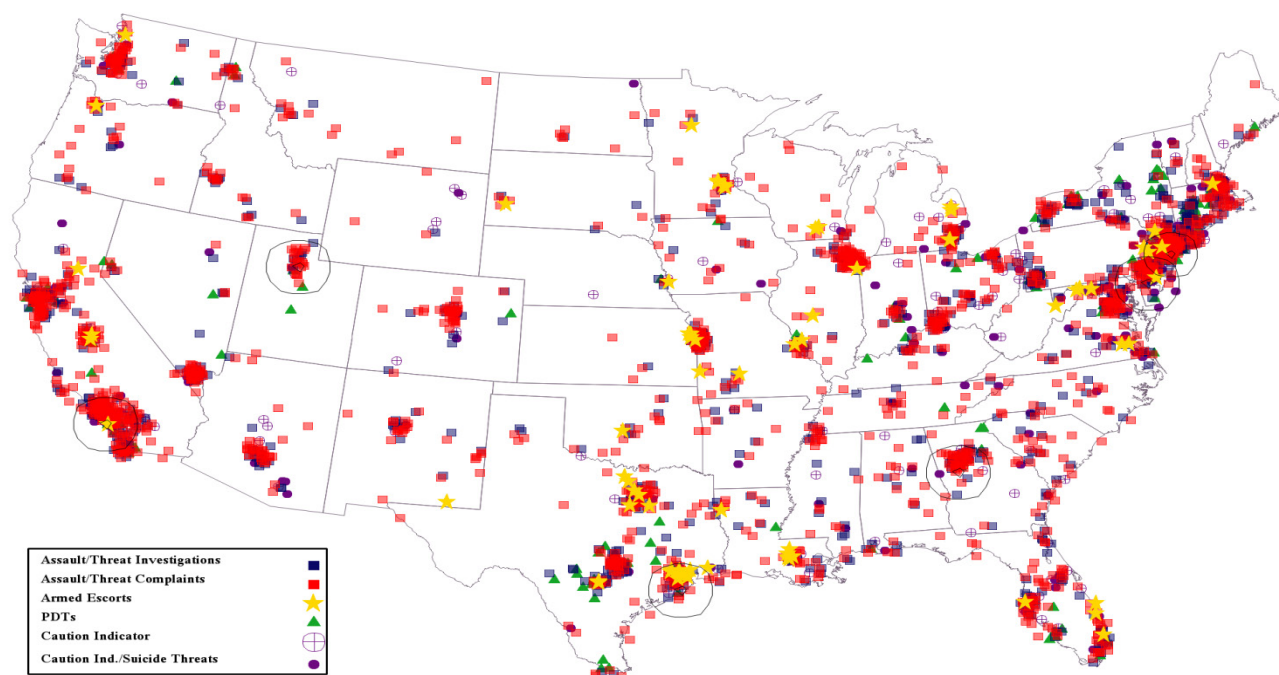 Assault/Threat Investigations
Assault/Threat Complaints
Armed Escorts
PDTs
Caution Indicator
Caution Ind./Suicide Threats